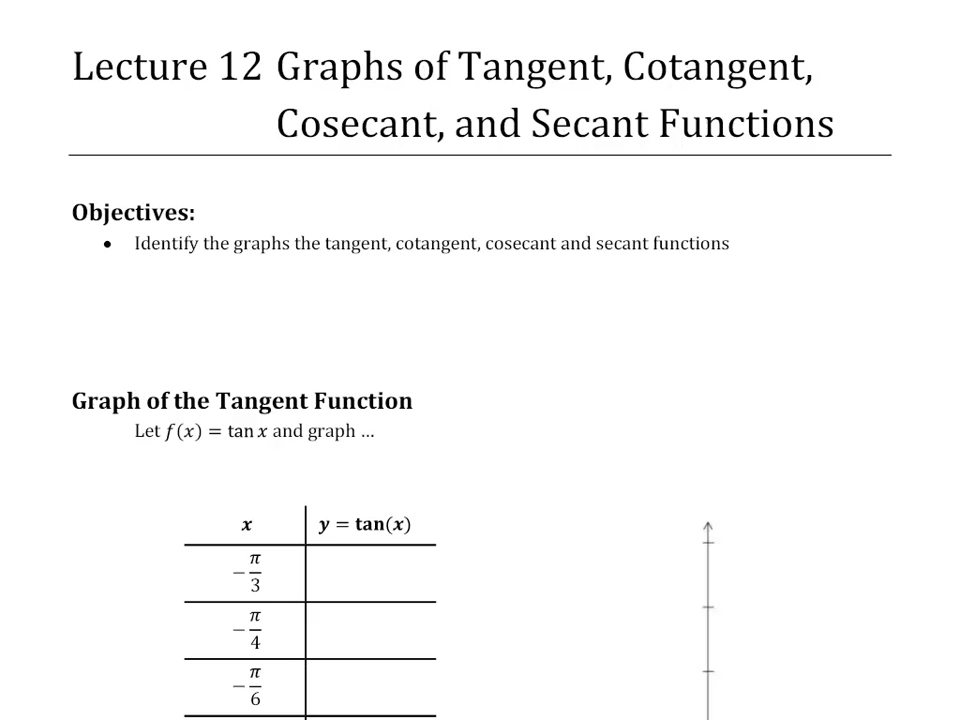 Lecture 12 Graphs of Tangent, Cotangent,
Cosecant, and Secant Functions
Objectives:
• Identify the graphs the tangent, cotangent, cosecant and secant functions
Graph of the Tangent Function
Let f(x) = tan x and graph ...
x y = tan(x)
−π/3
−π/4
−π/6